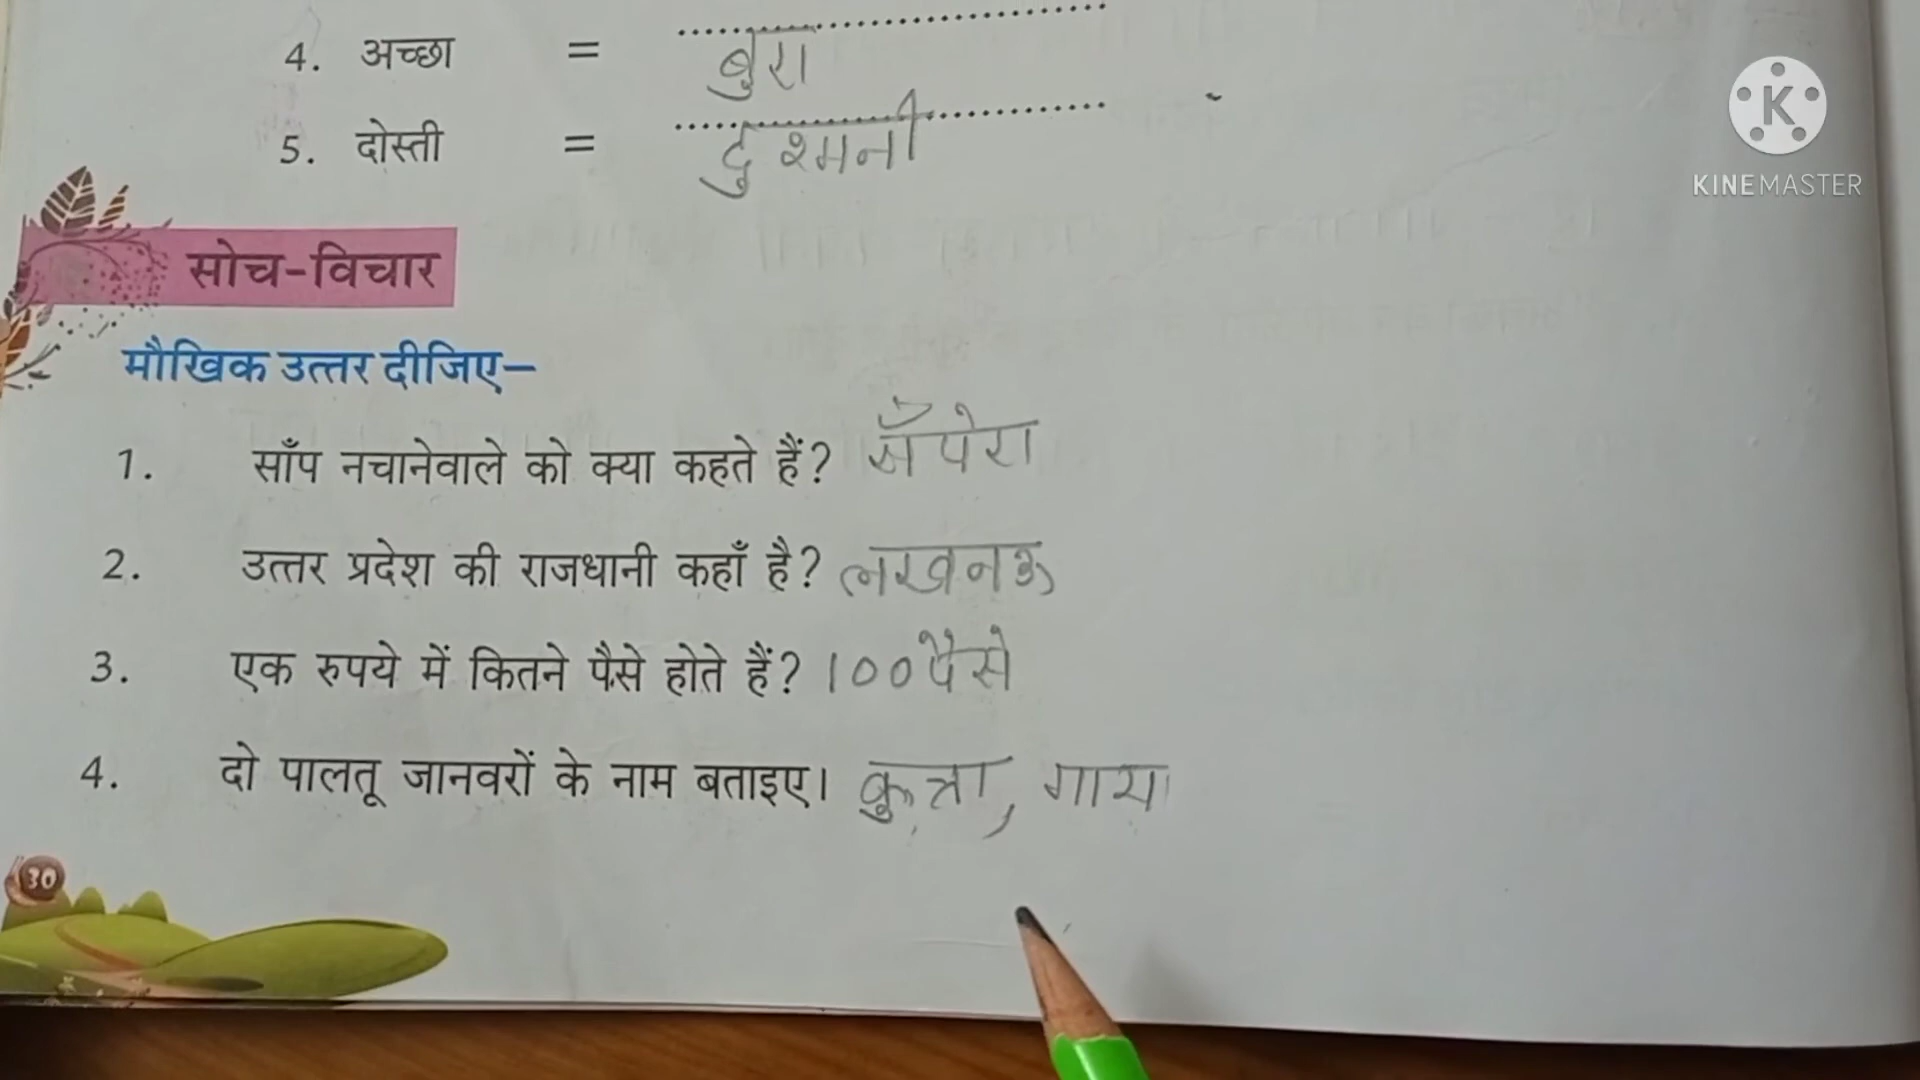 4. अच्छा = बुरा
KINEMASTER
5. दोस्ती = दुश्मनी
सोच-विचार
मौखिक उत्तर दीजिए–
1. साँप नचानेवाले को क्या कहते हैं? सँपेरा
2. उत्तर प्रदेश की राजधानी कहाँ है? लखनऊ
3. एक रुपये में कितने पैसे होते हैं? 100 पैसे
4. दो पालतू जानवरों के नाम बताइए। कुत्ता, गाय
30